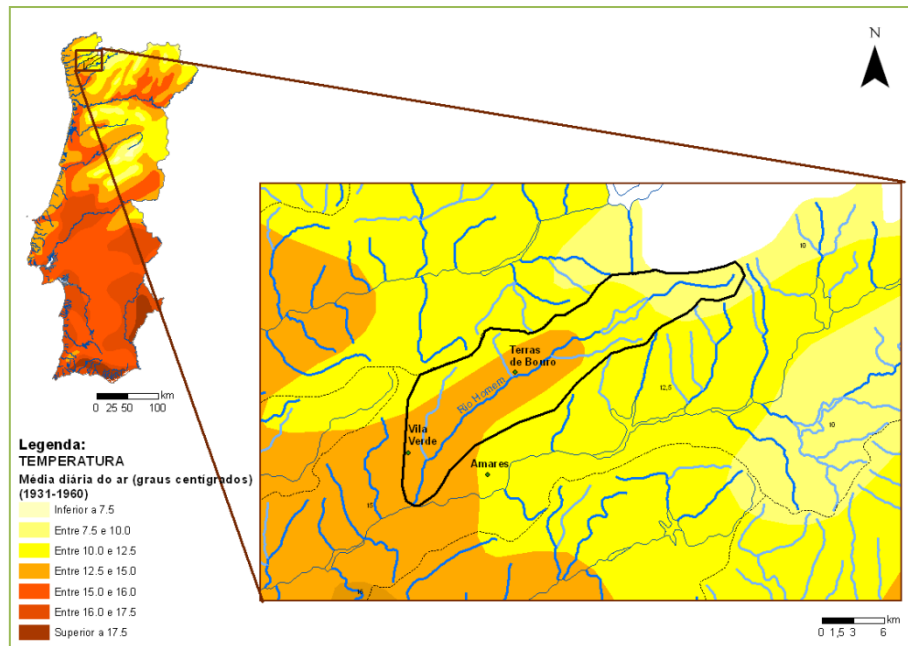 N
km
0 25 50 100
Legenda:
TEMPERATURA
Média diária do ar (graus centígrados)
(1931-1960)
Inferior a 7.5
Entre 7.5 e 10.0
Entre 10.0 e 12.5
Entre 12.5 e 15.0
Entre 15.0 e 16.0
Entre 16.0 e 17.5
Superior a 17.5
10
Terras
de Bouro
Rio Homem
12,5
Vila
Verde
10
Amares
15
km
0 1,5 3 6